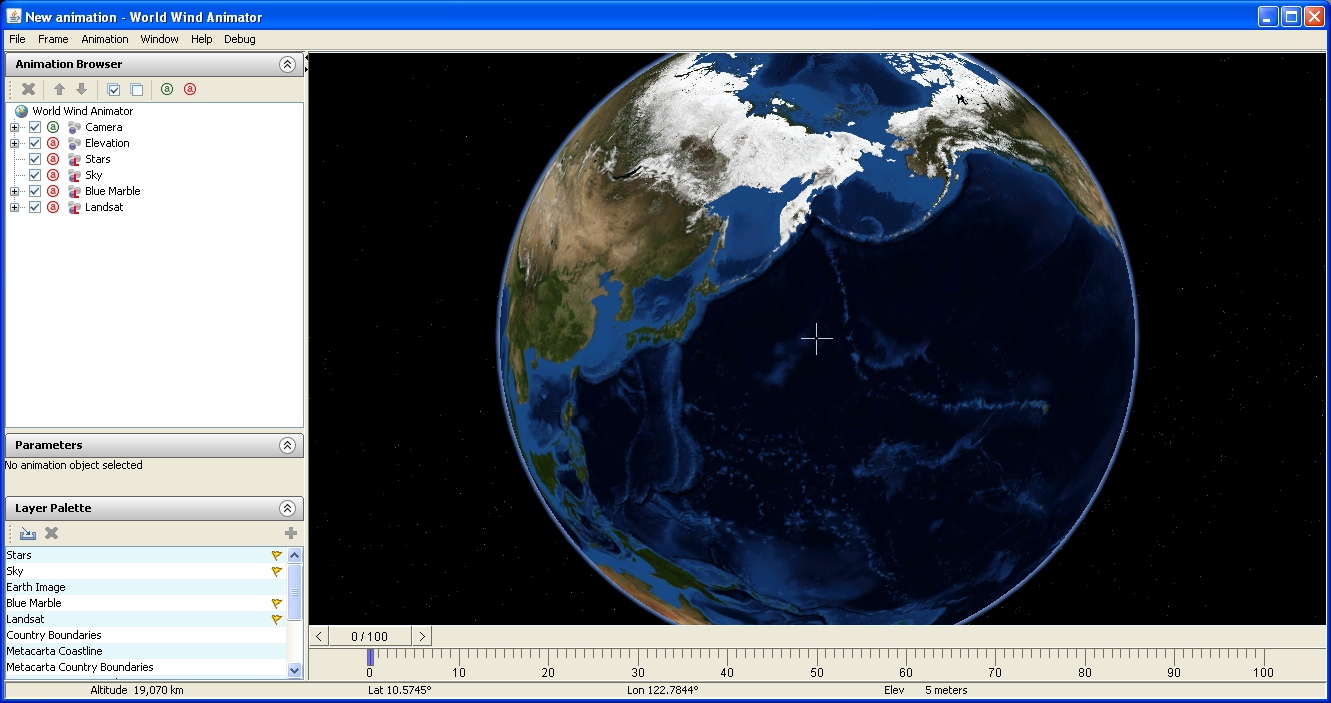 New animation - World Wind Animator
File Frame Animation Window Help Debug
Animation Browser
World Wind Animator
Camera
Elevation
Stars
Sky
Blue Marble
Landsat
Parameters
No animation object selected
Layer Palette
Stars
Sky
Earth Image
Blue Marble
Landsat
Country Boundaries
Metacarta Coastline
Metacarta Country Boundaries
< 0 / 100 >
0 10 20 30 40 50 60 70 80 90 100
Altitude 19,070 km Lat 10.5745° Lon 122.7844° Elev 5 meters